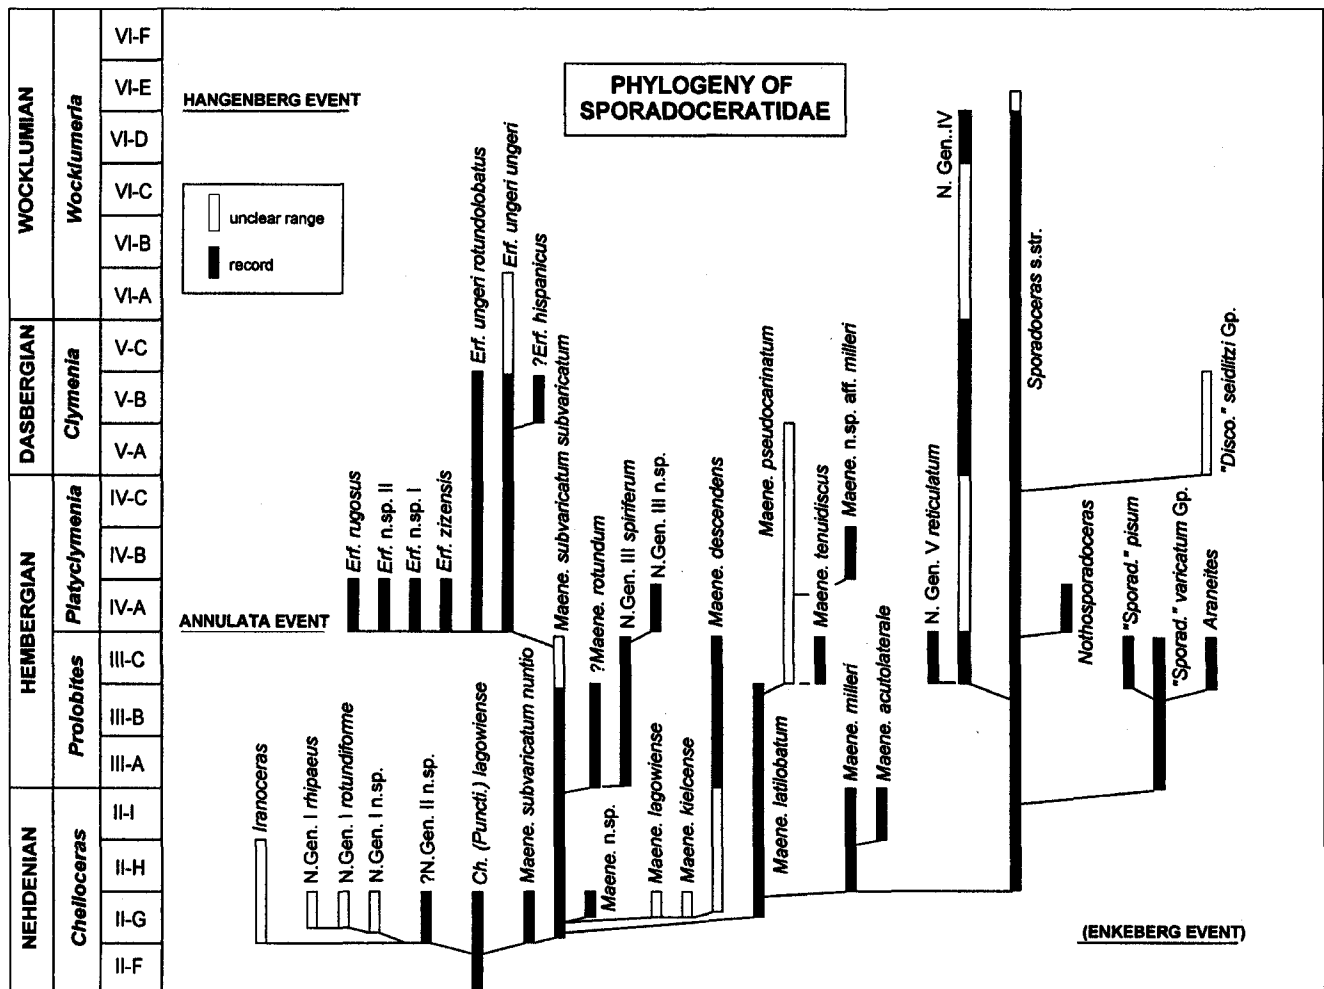 PHYLOGENY OF
SPORADOCERATIDAE
WOCKLUMIAN
DASBERGIAN
HEMBERGIAN
NEHDENIAN
Wocklumeria
Clymenia
Platyclymenia
Prolobites
Cheiloceras
VI-F
VI-E
VI-D
VI-C
VI-B
VI-A
V-C
V-B
V-A
IV-C
IV-B
IV-A
III-C
III-B
III-A
II-I
II-H
II-G
II-F
HANGENBERG EVENT
unclear range
record
ANNULATA EVENT
(ENKEBERG EVENT)
Iranoceras
N.Gen. I rhipaeus
N.Gen. I rotundiforme
N.Gen. I n.sp.
?N.Gen. II n.sp.
Ch. (Puncti.) lagowiense
Maene. subvaricatum nuntio
Erf. rugosus
Erf. n.sp. II
Erf. n.sp. I
Erf. zizensis
Erf. ungeri rotundolobatus
Erf. ungeri ungeri
?Erf. hispanicus
Maene. subvaricatum subvaricatum
?Maene. rotundum
N.Gen. III spiriferum
N.Gen. III n.sp.
Maene. n.sp.
Maene. lagowiense
Maene. kielcense
Maene. descendens
Maene. pseudocarinatum
Maene. tenuidiscus
Maene. n.sp. aff. milleri
Maene. latilobatum
Maene. milleri
Maene. acutolaterale
N. Gen. V reticulatum
N. Gen..IV
Sporadoceras s.str.
Nothosporadoceras
"Sporad." pisum
"Sporad." varicatum Gp.
Araneites
"Disco." seidlitzi Gp.